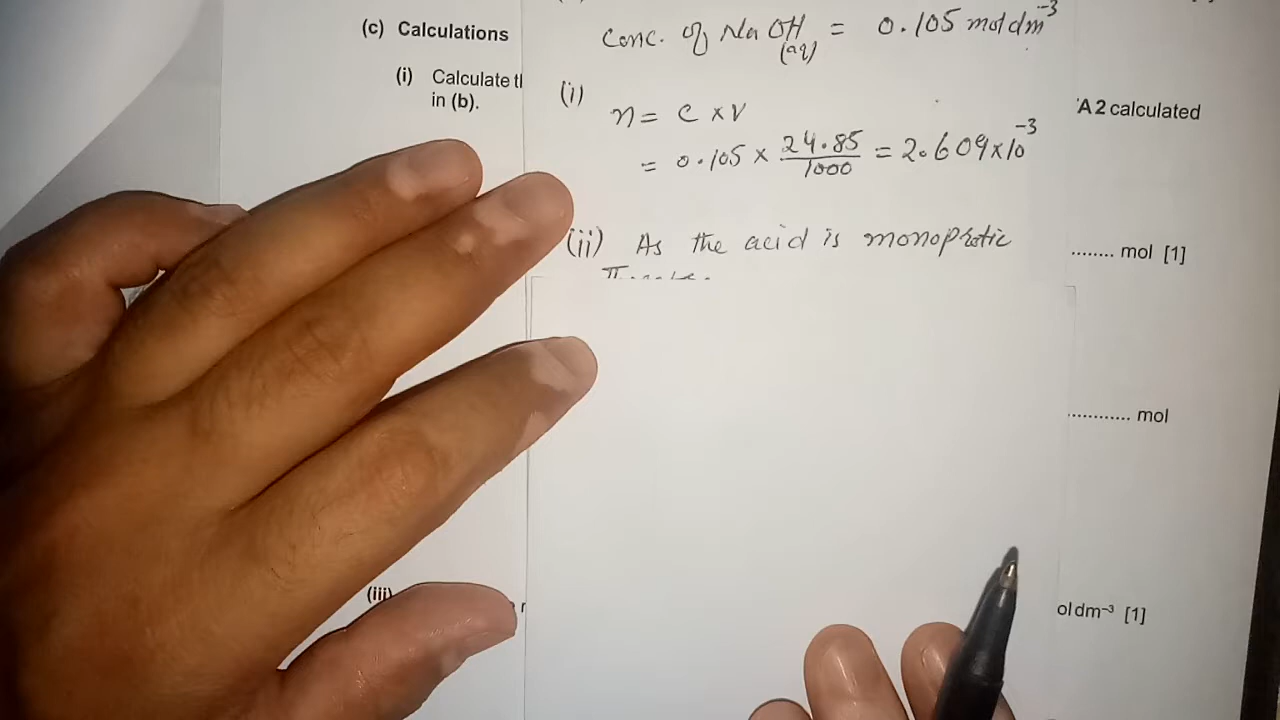 (c) Calculations
(i) Calculate
in (b).
Conc. of NaOH (aq) = 0.105 mol dm⁻³
(i)
n = c × v
= 0.105 × 24.85/1000 = 2.609 × 10⁻³
A 2 calculated
(ii) As the acid is monoprotic
........ mol [1]
............ mol
(iii)
ol dm⁻³ [1]